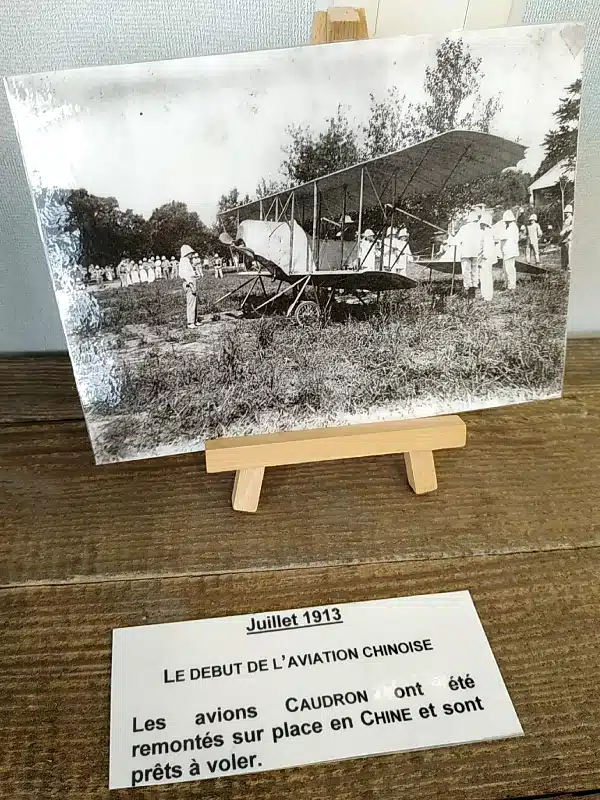 Juillet 1913
LE DEBUT DE L'AVIATION CHINOISE
Les avions CAUDRON ont été
remontés sur place en CHINE et sont
prêts à voler.